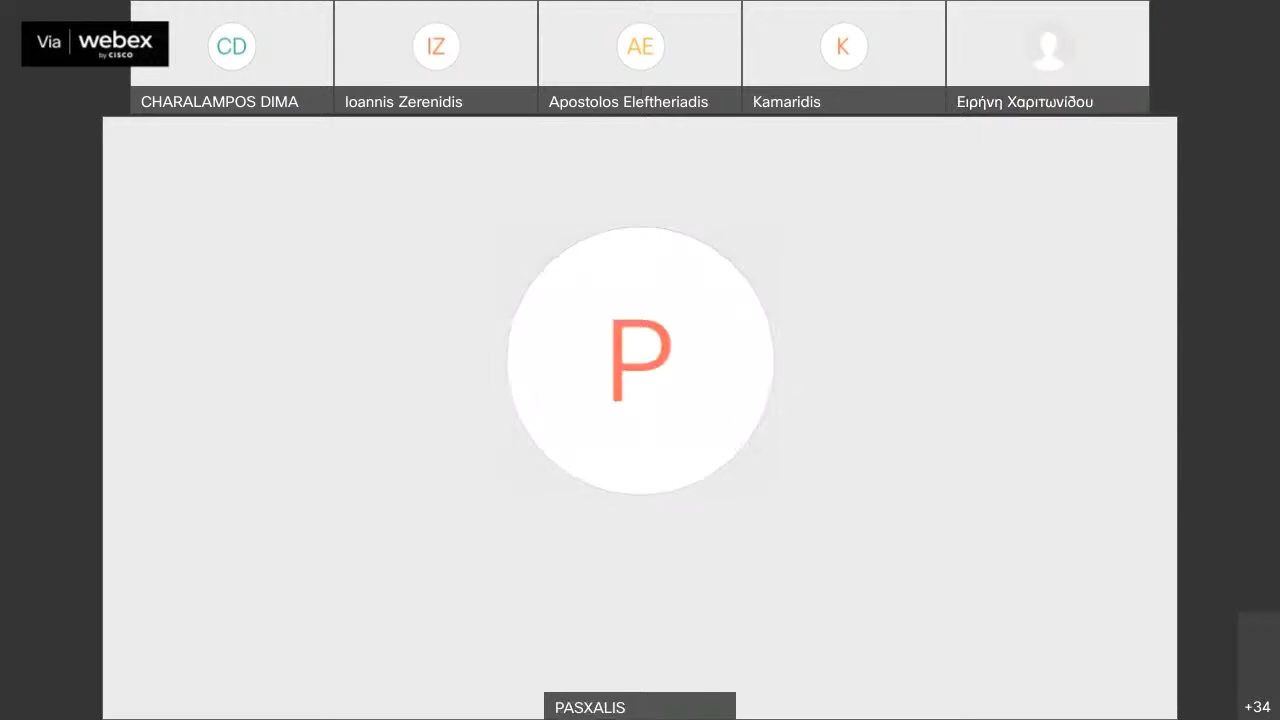 Via webex
by CISCO
CD
IZ
AE
K
CHARALAMPOS DIMA
Ioannis Zerenidis
Apostolos Eleftheriadis
Kamaridis
Ειρήνη Χαριτωνίδου
P
PASXALIS
+34